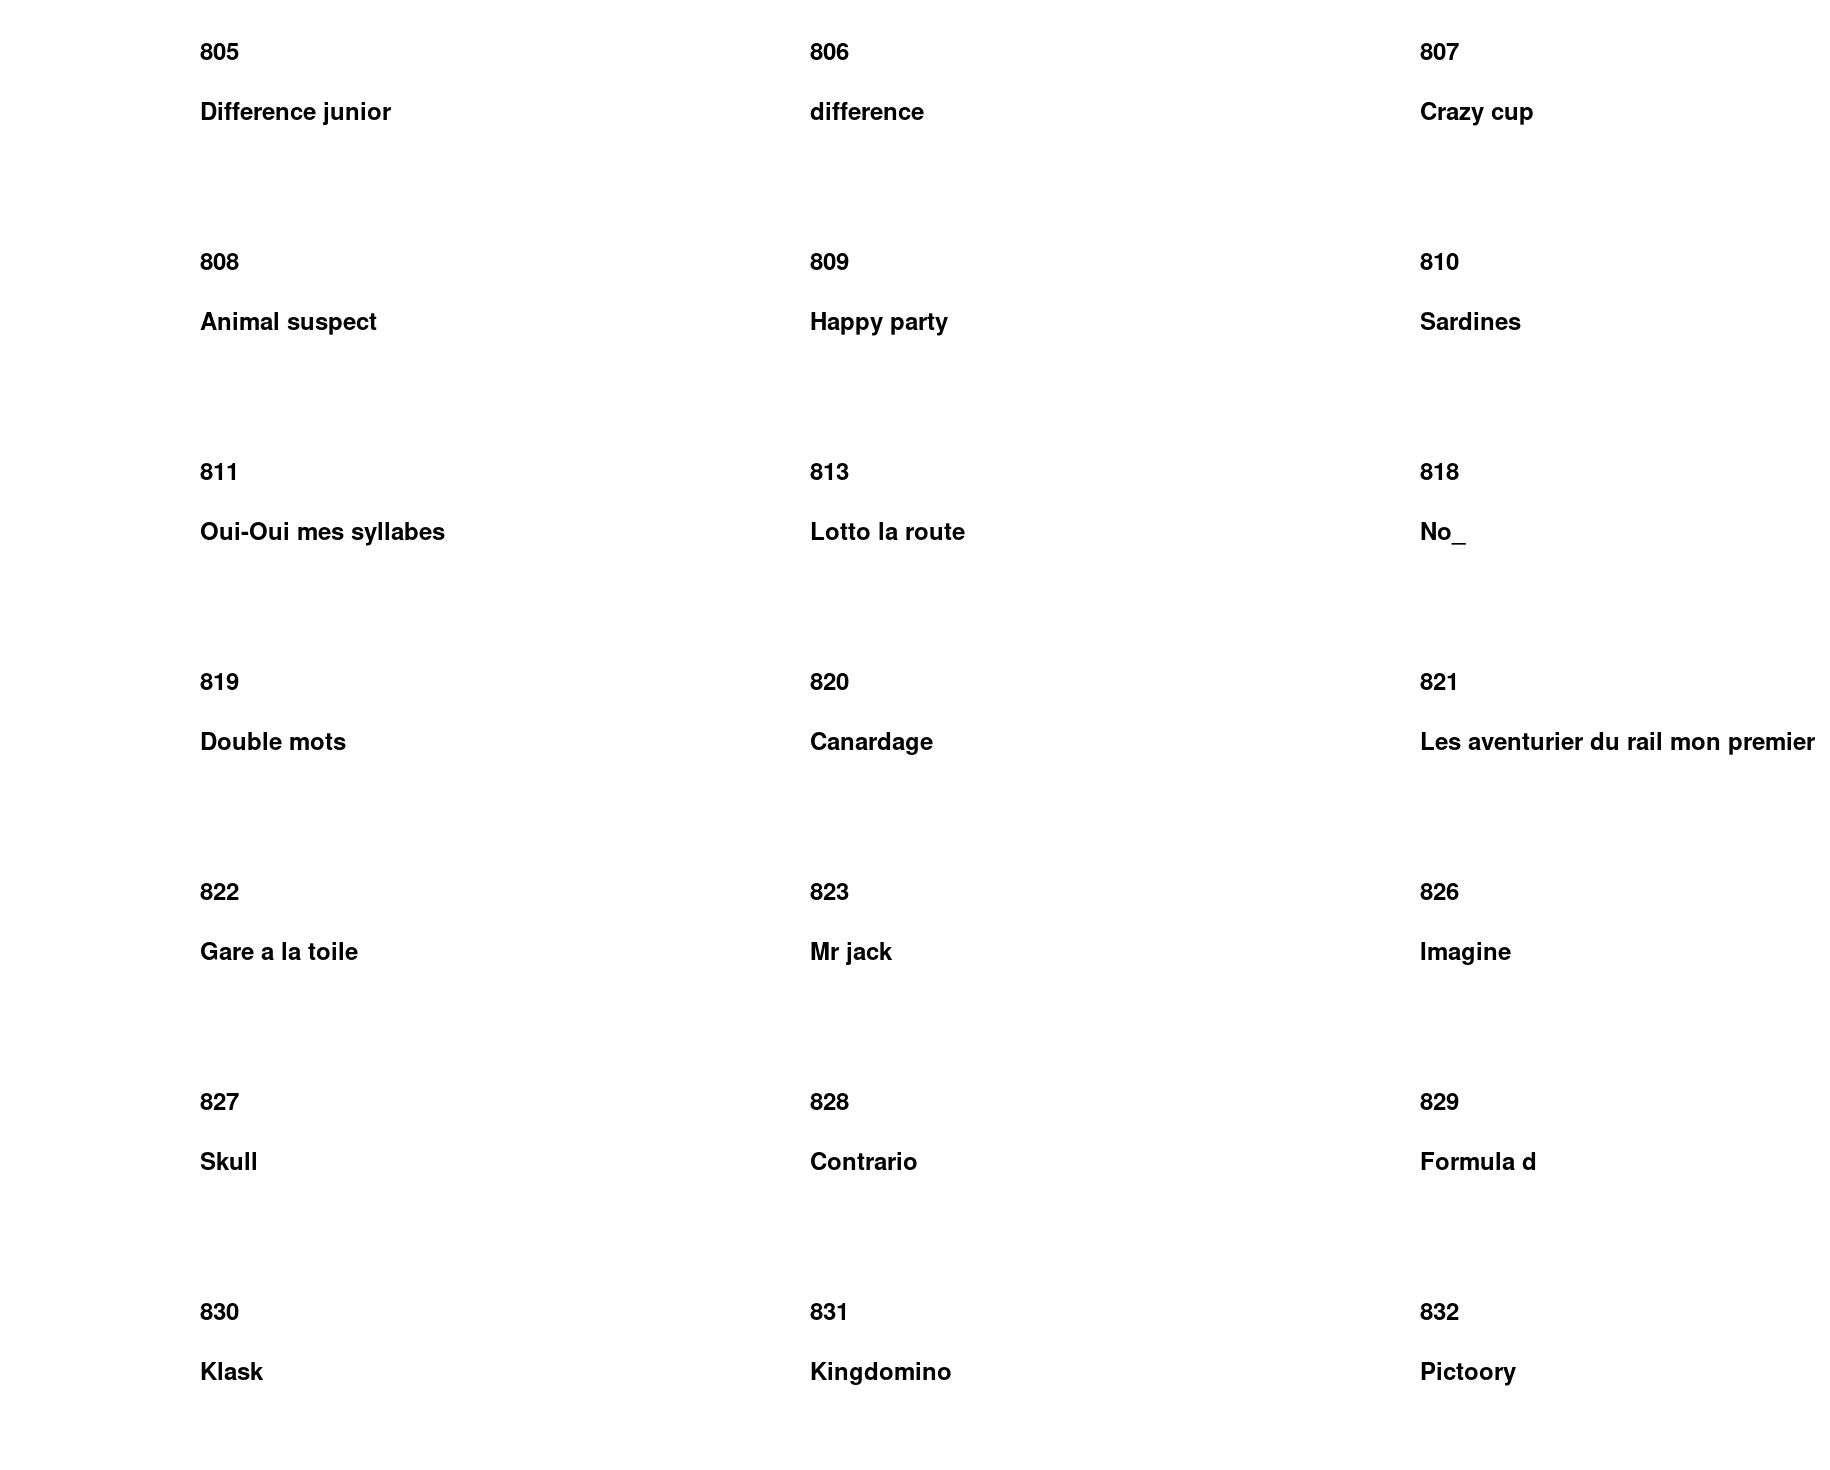 805
806
807
Difference junior
difference
Crazy cup
808
809
810
Animal suspect
Happy party
Sardines
811
813
818
Oui-Oui mes syllabes
Lotto la route
No_
819
820
821
Double mots
Canardage
Les aventurier du rail mon premier
822
823
826
Gare a la toile
Mr jack
Imagine
827
828
829
Skull
Contrario
Formula d
830
831
832
Klask
Kingdomino
Pictoory